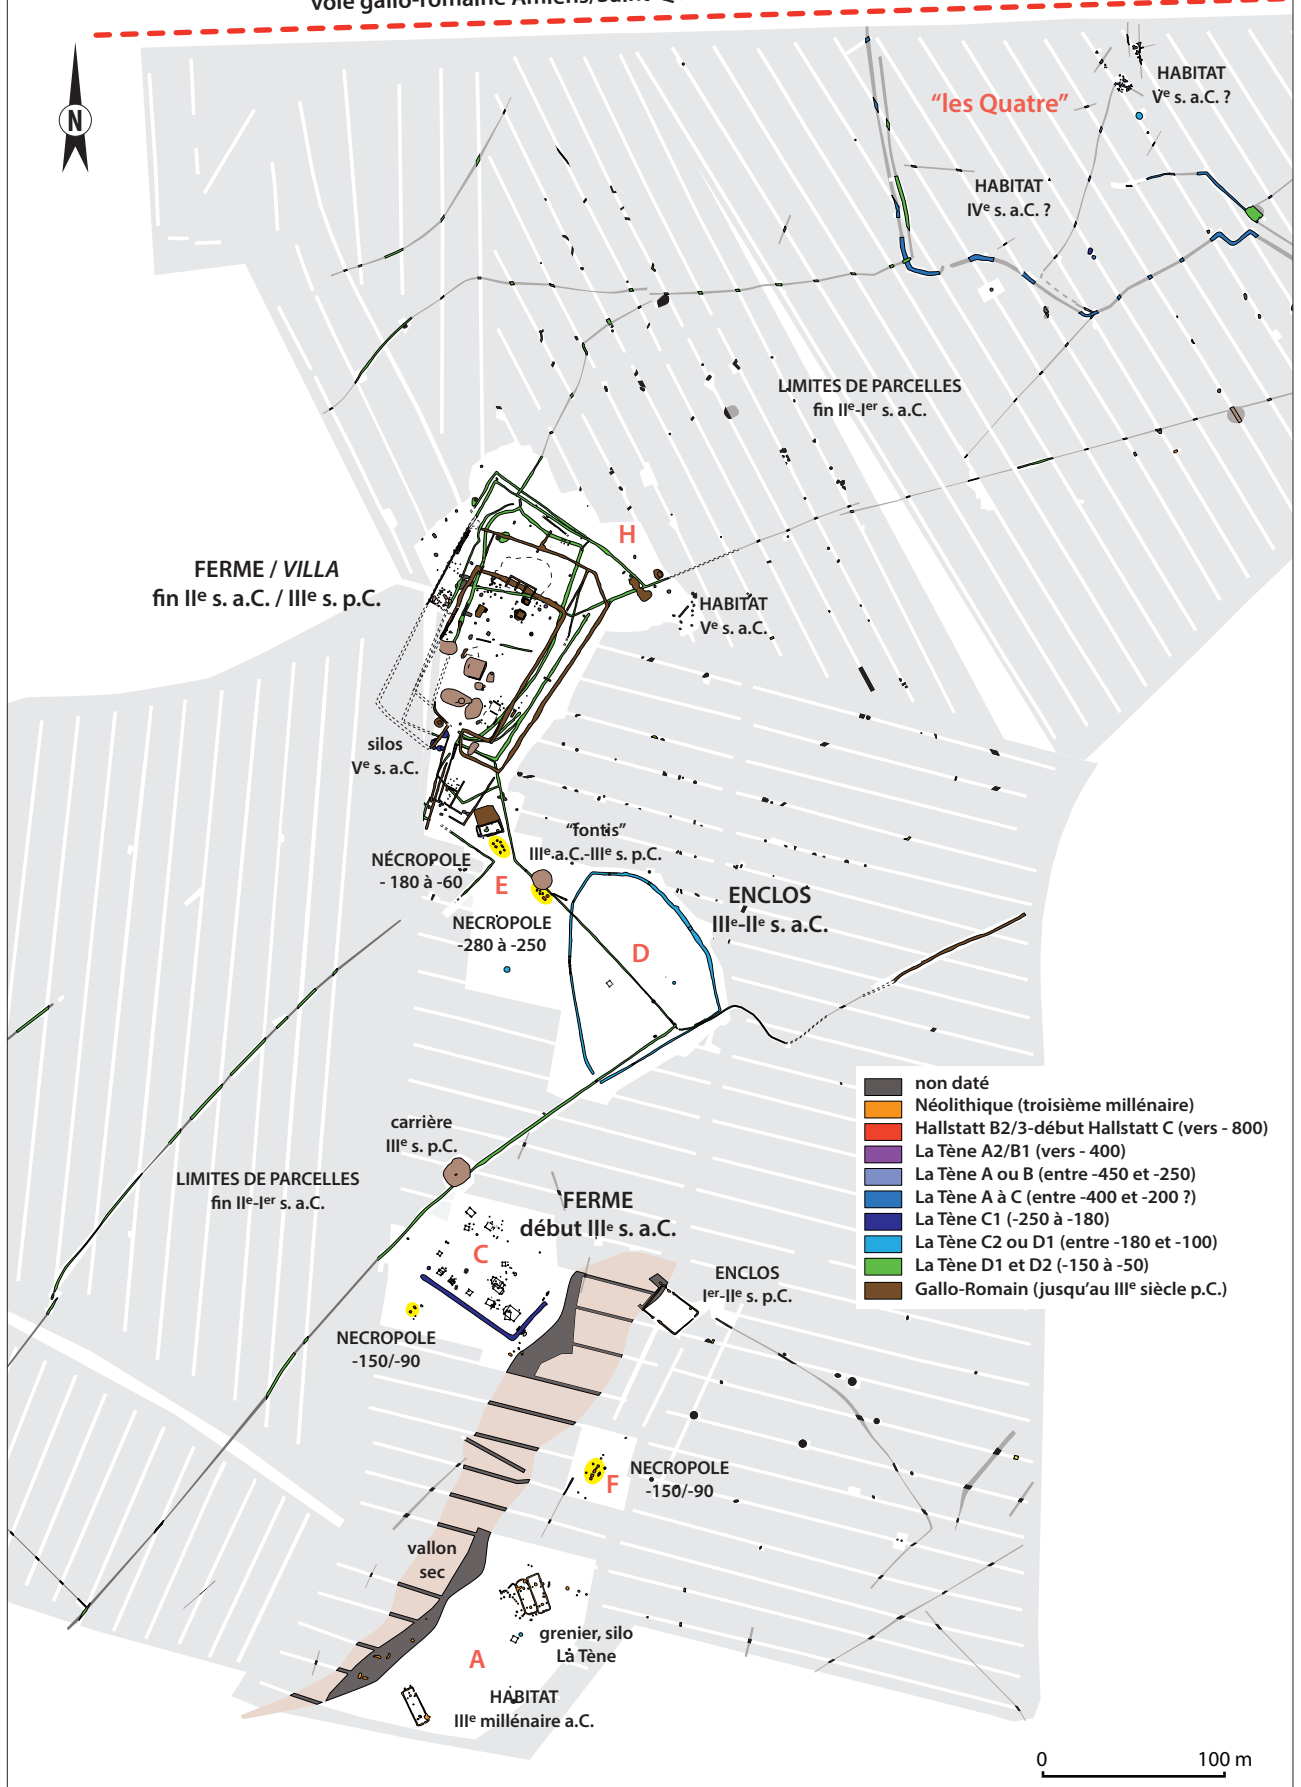 voie gallo-romaine Amiens/Saint
N
HABITAT
Ve s. a.C. ?
“les Quatre”
HABITAT
IVe s. a.C. ?
LIMITES DE PARCELLES
fin IIe-Ier s. a.C.
H
FERME / VILLA
fin IIe s. a.C. / IIIe s. p.C.
HABITAT
Ve s. a.C.
silos
Ve s. a.C.
“fontis”
IIIe.a.C.-IIIe s. p.C.
NÉCROPOLE
- 180 à -60
E
ENCLOS
IIIe-IIe s. a.C.
NECROPOLE
-280 à -250
D
non daté
Néolithique (troisième millénaire)
Hallstatt B2/3-début Hallstatt C (vers - 800)
La Tène A2/B1 (vers - 400)
La Tène A ou B (entre -450 et -250)
La Tène A à C (entre -400 et -200 ?)
La Tène C1 (-250 à -180)
La Tène C2 ou D1 (entre -180 et -100)
La Tène D1 et D2 (-150 à -50)
Gallo-Romain (jusqu’au IIIe siècle p.C.)
carrière
IIIe s. p.C.
LIMITES DE PARCELLES
fin IIe-Ier s. a.C.
FERME
début IIIe s. a.C.
C
ENCLOS
Ier-IIe s. p.C.
NECROPOLE
-150/-90
NECROPOLE
-150/-90
F
vallon
sec
grenier, silo
La Tène
A
HABITAT
IIIe millénaire a.C.
0 100 m